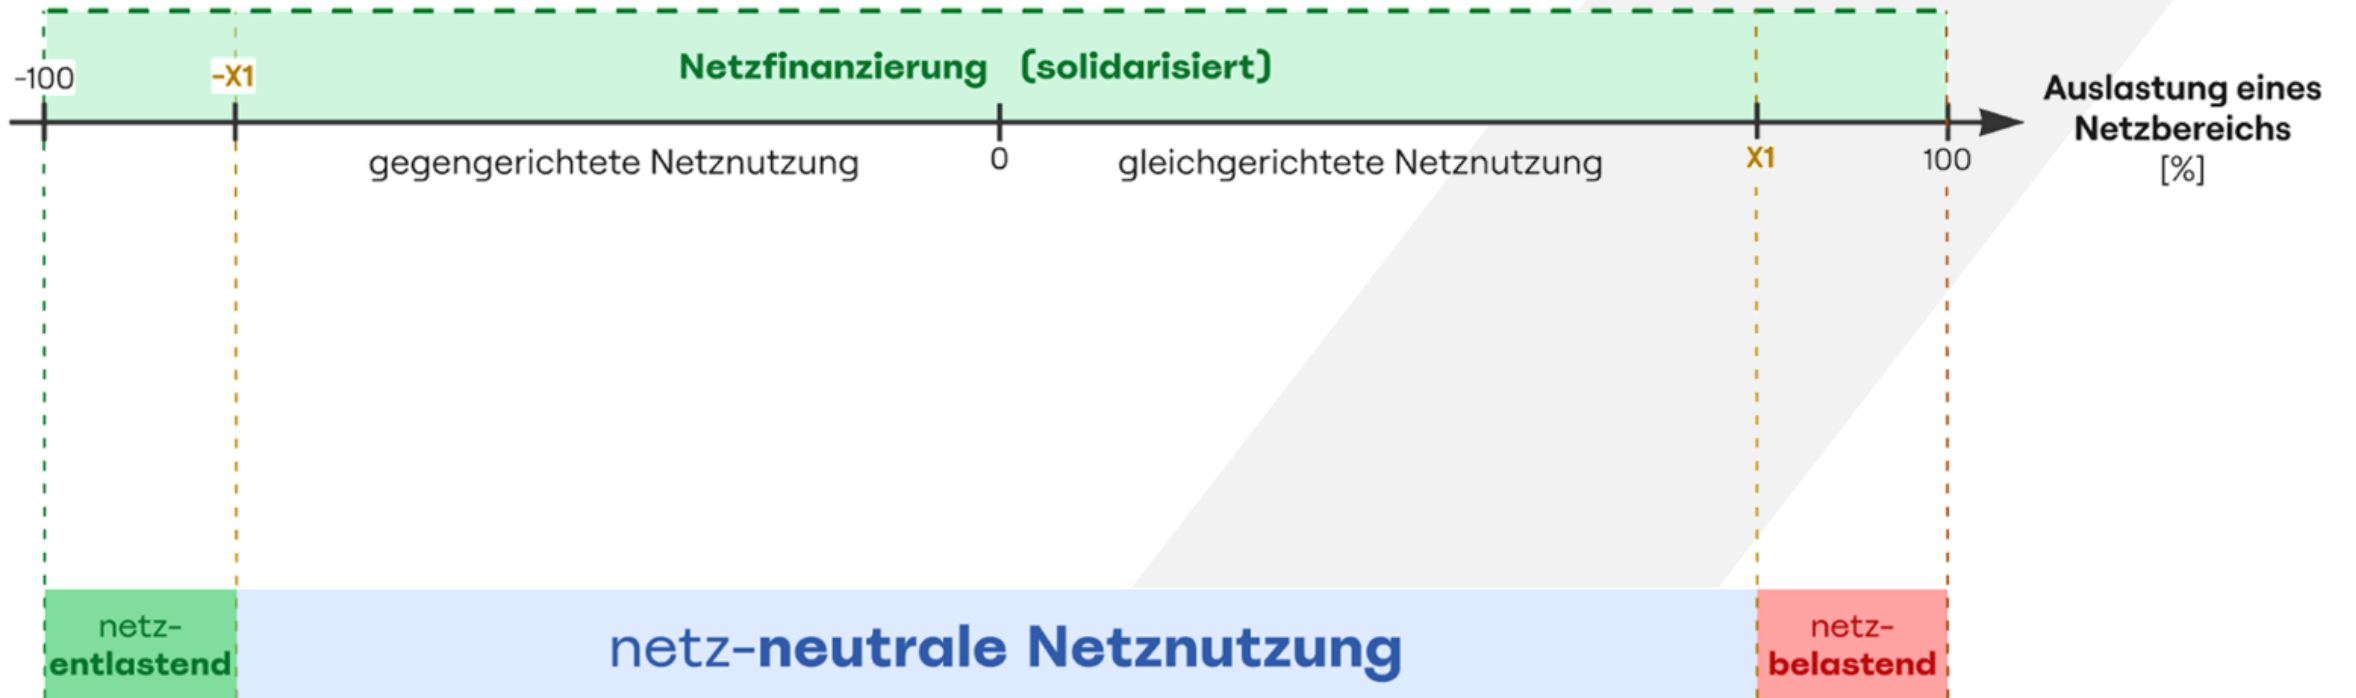 Netzfinanzierung (solidarisiert)
-100
-X1
Auslastung eines
Netzbereichs
[%]
gegengerichtete Netznutzung
0
gleichgerichtete Netznutzung
X1
100
netz-
entlastend
netz-neutrale Netznutzung
netz-
belastend